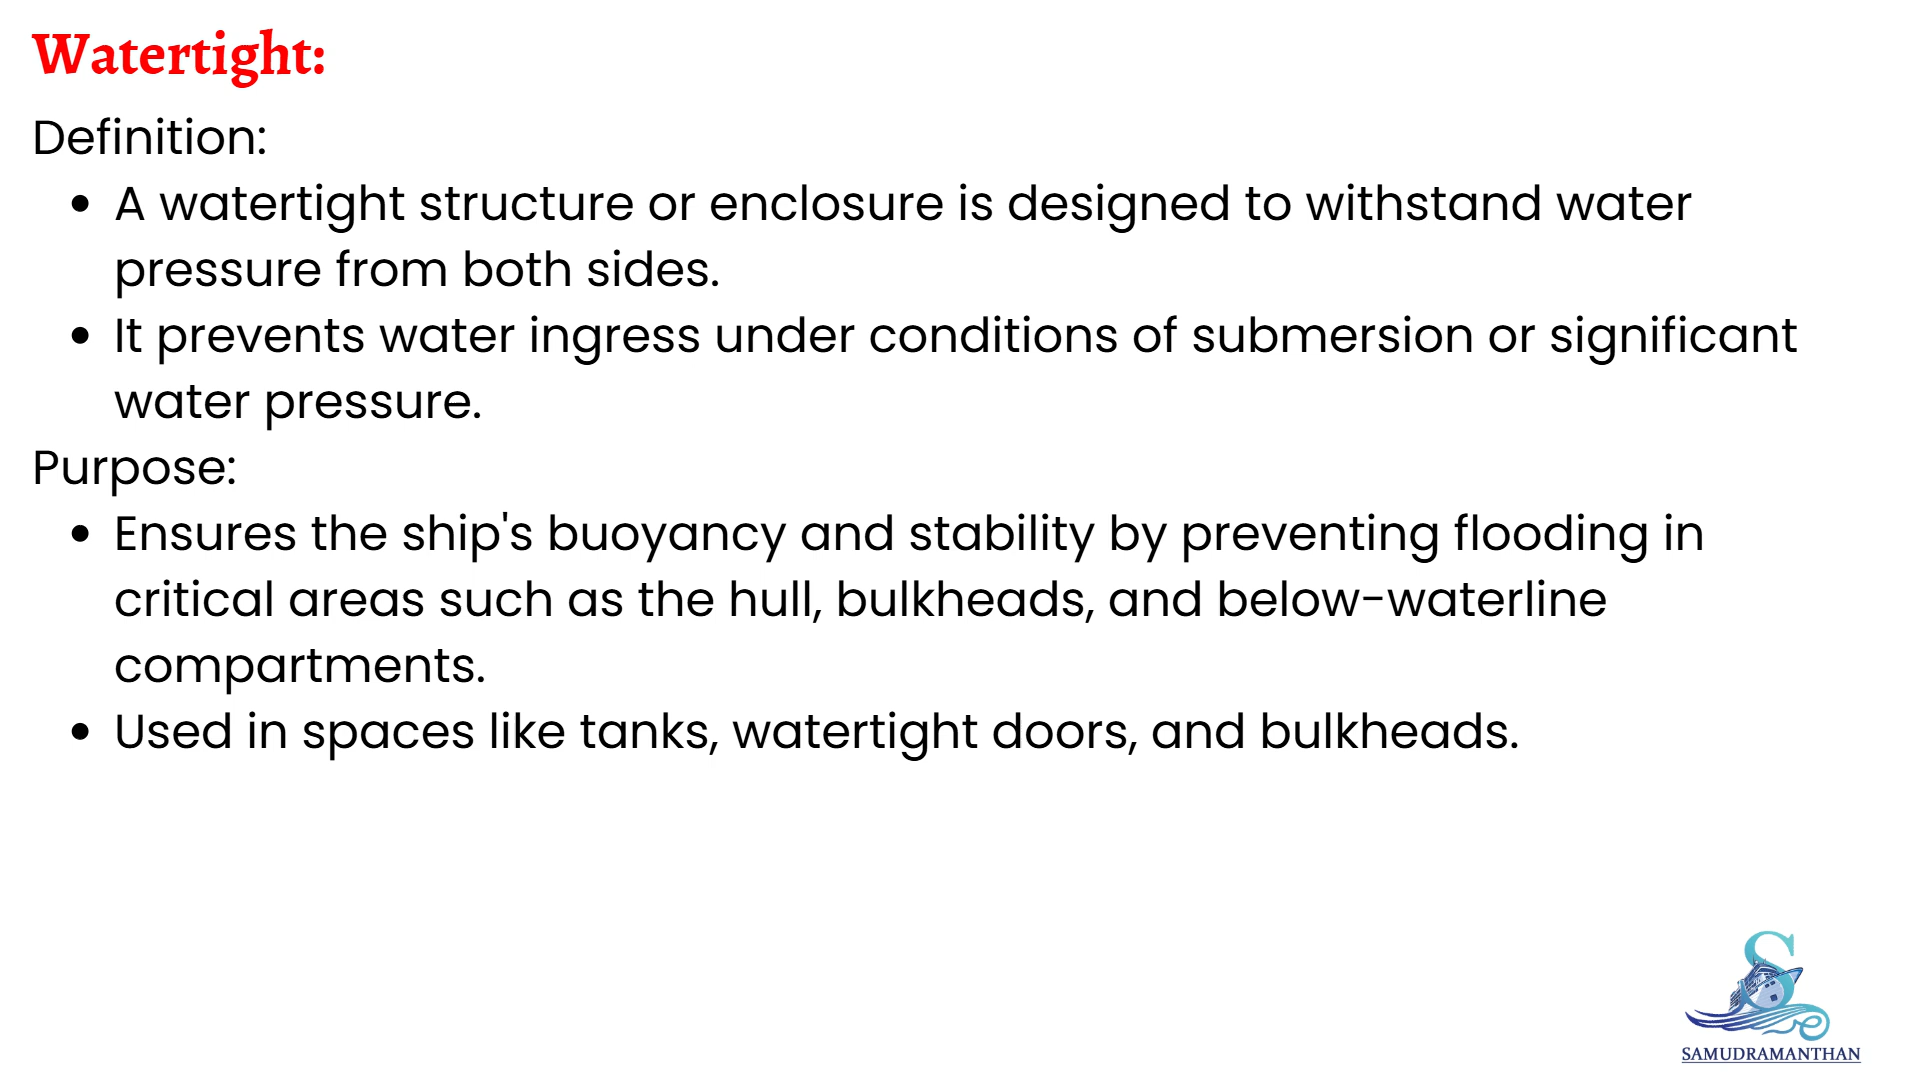 Watertight:
Definition:
• A watertight structure or enclosure is designed to withstand water
pressure from both sides.
• It prevents water ingress under conditions of submersion or significant
water pressure.
Purpose:
• Ensures the ship's buoyancy and stability by preventing flooding in
critical areas such as the hull, bulkheads, and below-waterline
compartments.
• Used in spaces like tanks, watertight doors, and bulkheads.
S
SAMUDRAMANTHAN